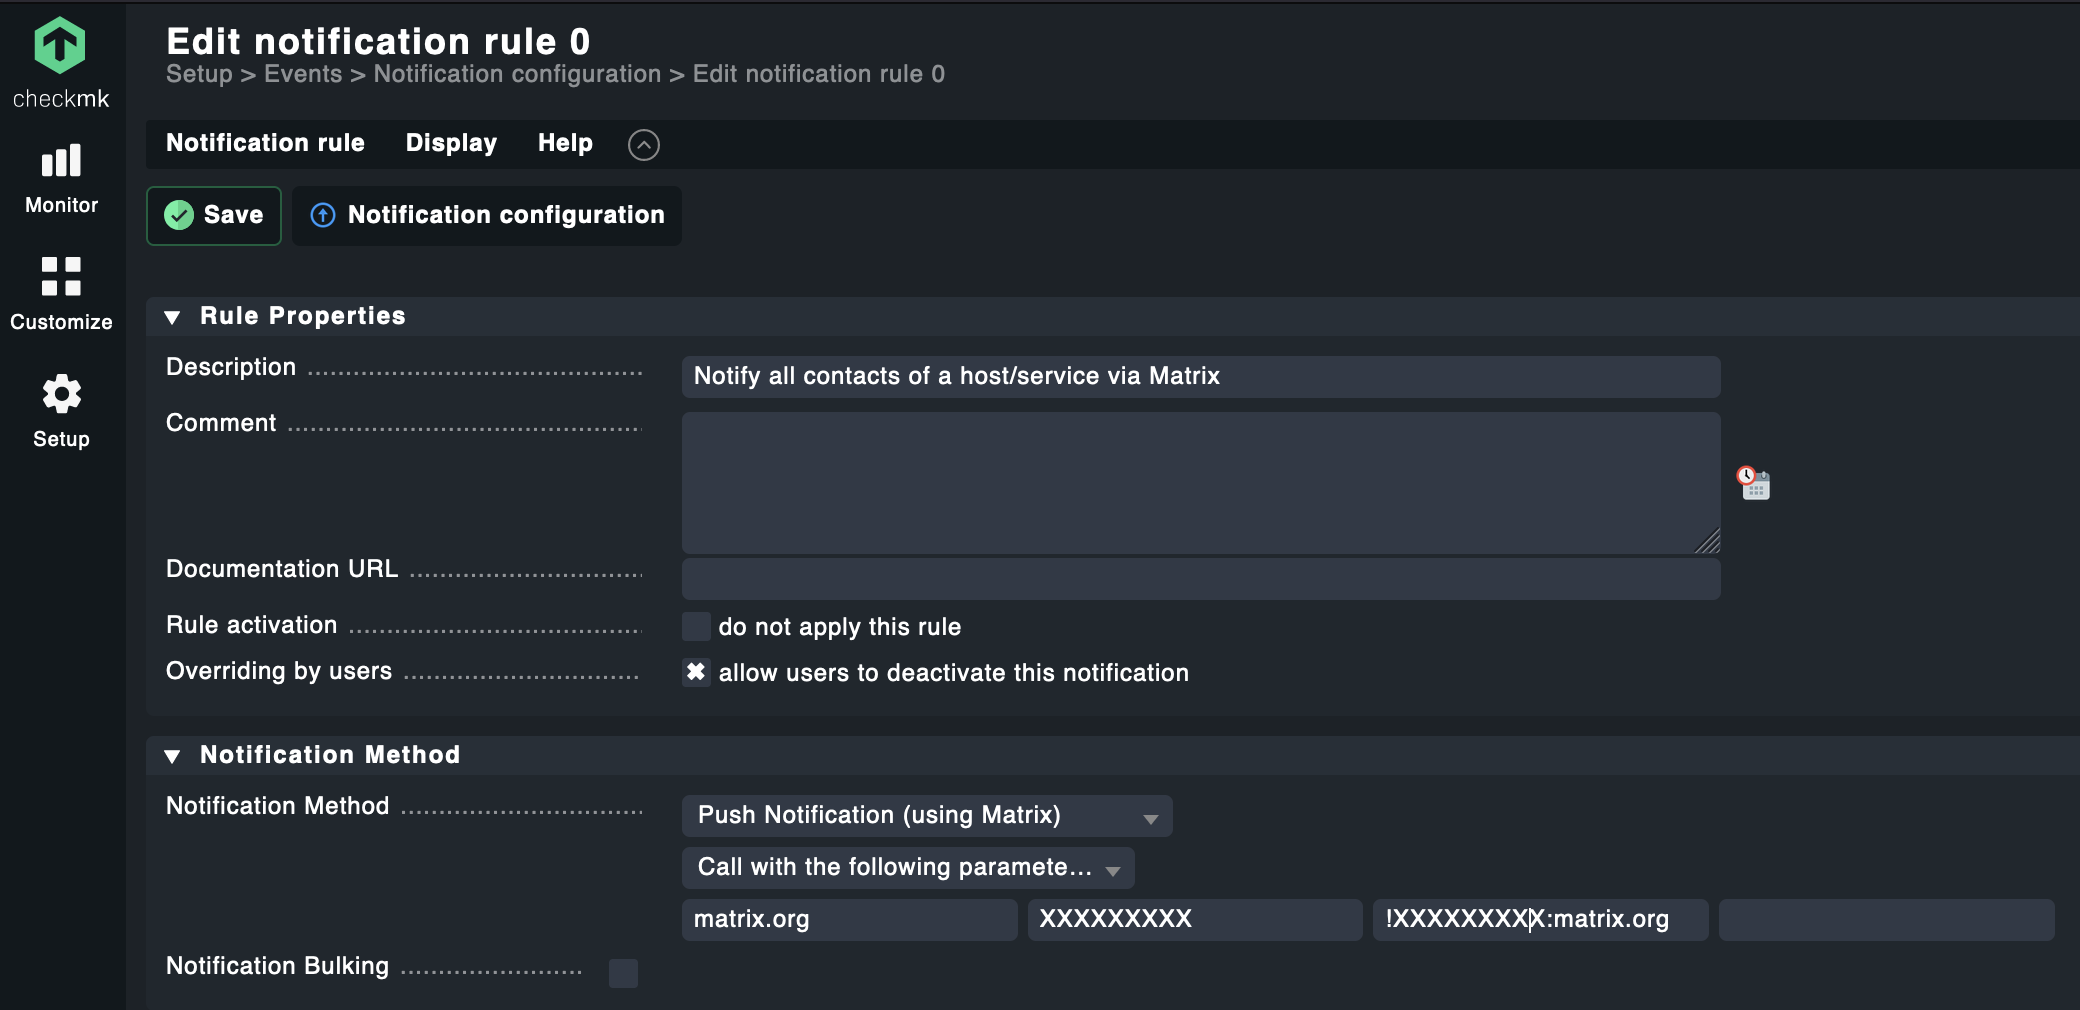 Edit notification rule 0
Setup > Events > Notification configuration > Edit notification rule 0
checkmk
Monitor
Customize
Setup
Notification rule Display Help
Save Notification configuration
Rule Properties
Description Notify all contacts of a host/service via Matrix
Comment
Documentation URL
Rule activation do not apply this rule
Overriding by users allow users to deactivate this notification
Notification Method
Notification Method Push Notification (using Matrix)
Call with the following paramete...
matrix.org XXXXXXXXX !XXXXXXXXX:matrix.org
Notification Bulking